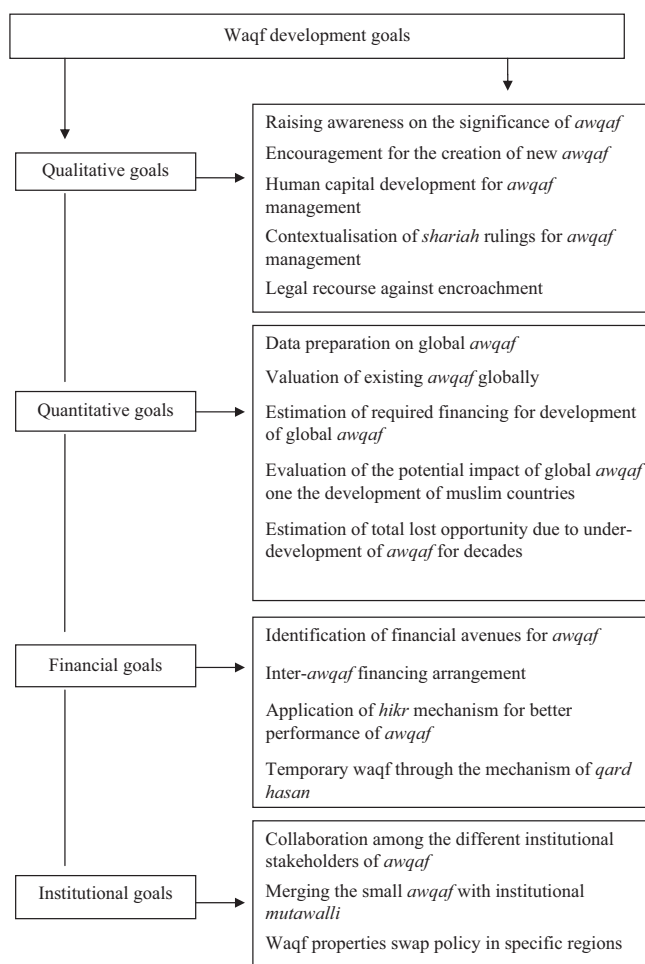 Waqf development goals
Qualitative goals
Raising awareness on the significance of awqaf
Encouragement for the creation of new awqaf
Human capital development for awqaf
management
Contextualisation of shariah rulings for awqaf
management
Legal recourse against encroachment
Quantitative goals
Data preparation on global awqaf
Valuation of existing awqaf globally
Estimation of required financing for development
of global awqaf
Evaluation of the potential impact of global awqaf
one the development of muslim countries
Estimation of total lost opportunity due to under-
development of awqaf for decades
Financial goals
Identification of financial avenues for awqaf
Inter-awqaf financing arrangement
Application of hikr mechanism for better
performance of awqaf
Temporary waqf through the mechanism of qard
hasan
Institutional goals
Collaboration among the different institutional
stakeholders of awqaf
Merging the small awqaf with institutional
mutawalli
Waqf properties swap policy in specific regions